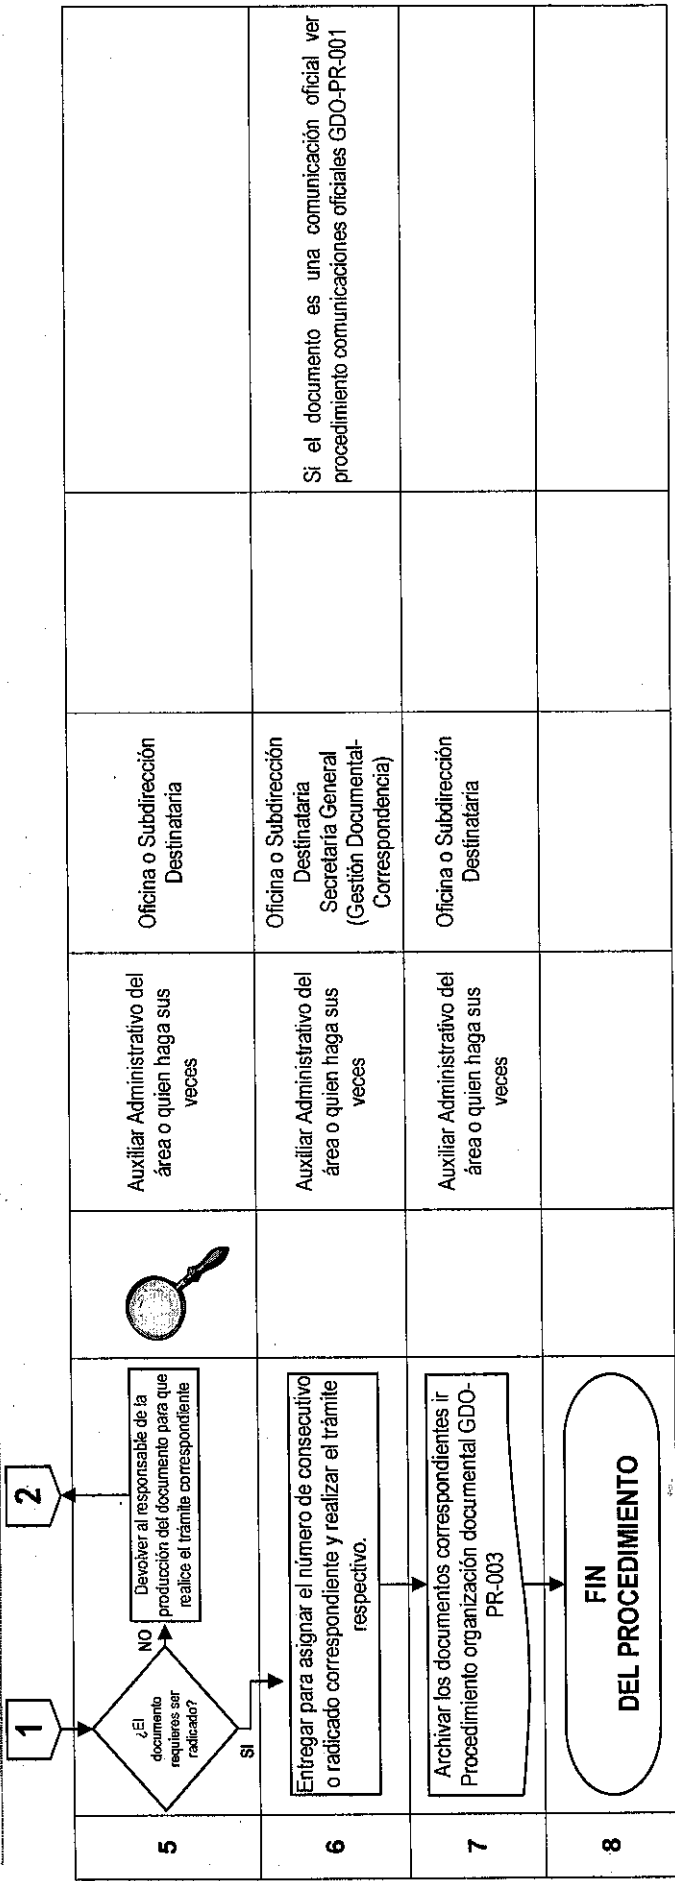 1
2
5
¿El
documento
requieres ser
radicado?
NO
SI
Devolver al responsable de la
producción del documento para que
realice el trámite correspondiente
Auxiliar Administrativo del
área o quien haga sus
veces
Oficina o Subdirección
Destinataria
6
Entregar para asignar el número de consecutivo
o radicado correspondiente y realizar el trámite
respectivo.
Auxiliar Administrativo del
área o quien haga sus
veces
Oficina o Subdirección
Destinataria
Secretaría General
(Gestión Documental-
Correspondencia)
Si el documento es una comunicación oficial ver
procedimiento comunicaciones oficiales GDO-PR-001
7
Archivar los documentos correspondientes ir
Procedimiento organización documental GDO-
PR-003
Auxiliar Administrativo del
área o quien haga sus
veces
Oficina o Subdirección
Destinataria
8
FIN
DEL PROCEDIMIENTO